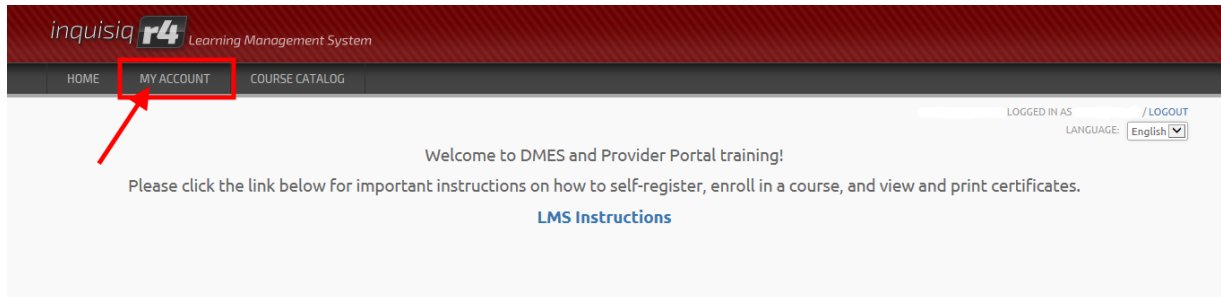 inquisiq r4 Learning Management System
HOME MY ACCOUNT COURSE CATALOG
LOGGED IN AS / LOGOUT
LANGUAGE: English
Welcome to DMES and Provider Portal training!
Please click the link below for important instructions on how to self-register, enroll in a course, and view and print certificates.
LMS Instructions